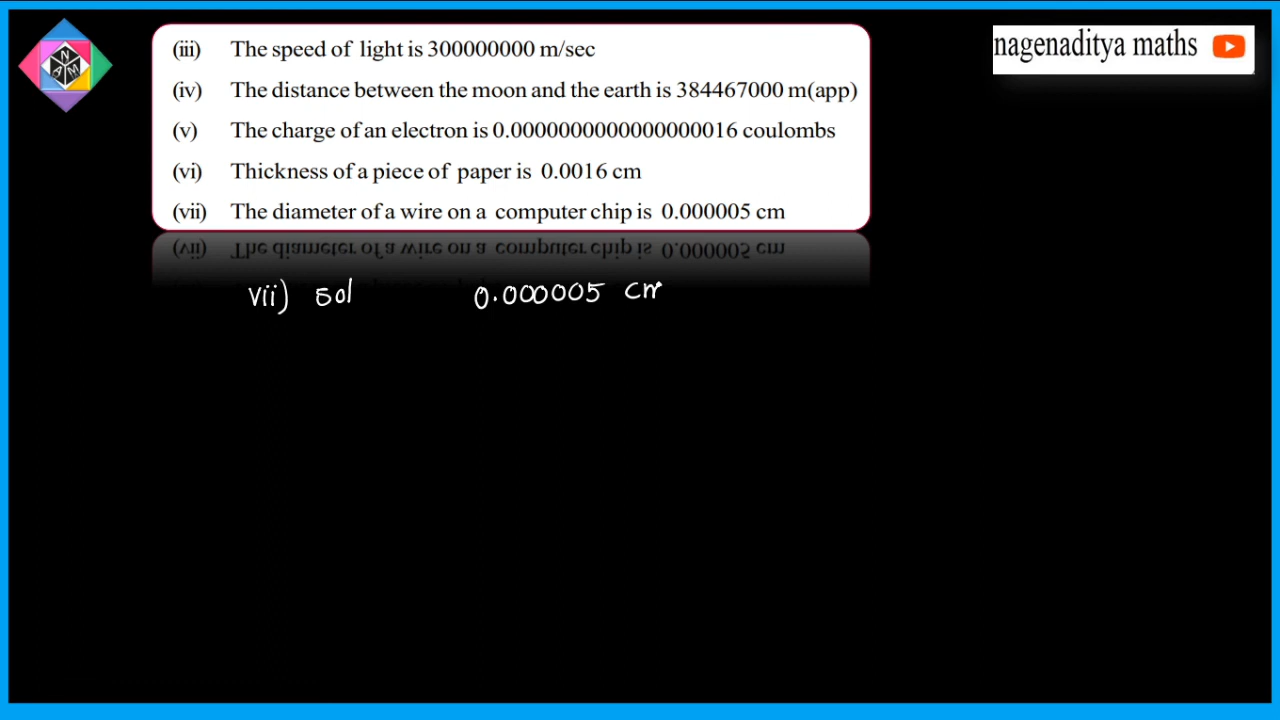 nagenaditya maths
N
A M
(iii) The speed of light is 300000000 m/sec
(iv) The distance between the moon and the earth is 384467000 m(app)
(v) The charge of an electron is 0.00000000000000000016 coulombs
(vi) Thickness of a piece of paper is 0.0016 cm
(vii) The diameter of a wire on a computer chip is 0.000005 cm
vii) sol 0.000005 cm